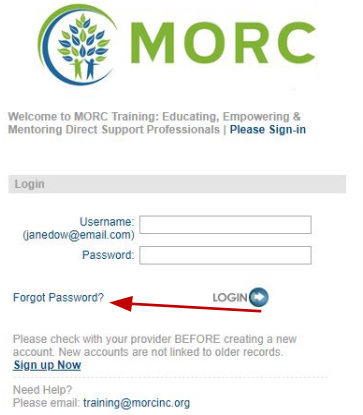 MORC
Welcome to MORC Training: Educating, Empowering &
Mentoring Direct Support Professionals | Please Sign-in
Login
Username:
(janedow@email.com)
Password:
Forgot Password?
LOGIN
Please check with your provider BEFORE creating a new
account. New accounts are not linked to older records.
Sign up Now
Need Help?
Please email: training@morcinc.org